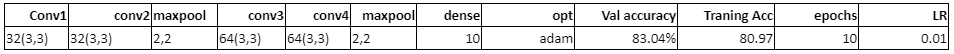 Conv1 conv2 maxpool conv3 conv4 maxpool dense opt Val accuracy Traning Acc epochs LR
32(3,3) 32(3,3) 2,2 64(3,3) 64(3,3) 2,2 10 adam 83.04% 80.97 10 0.01